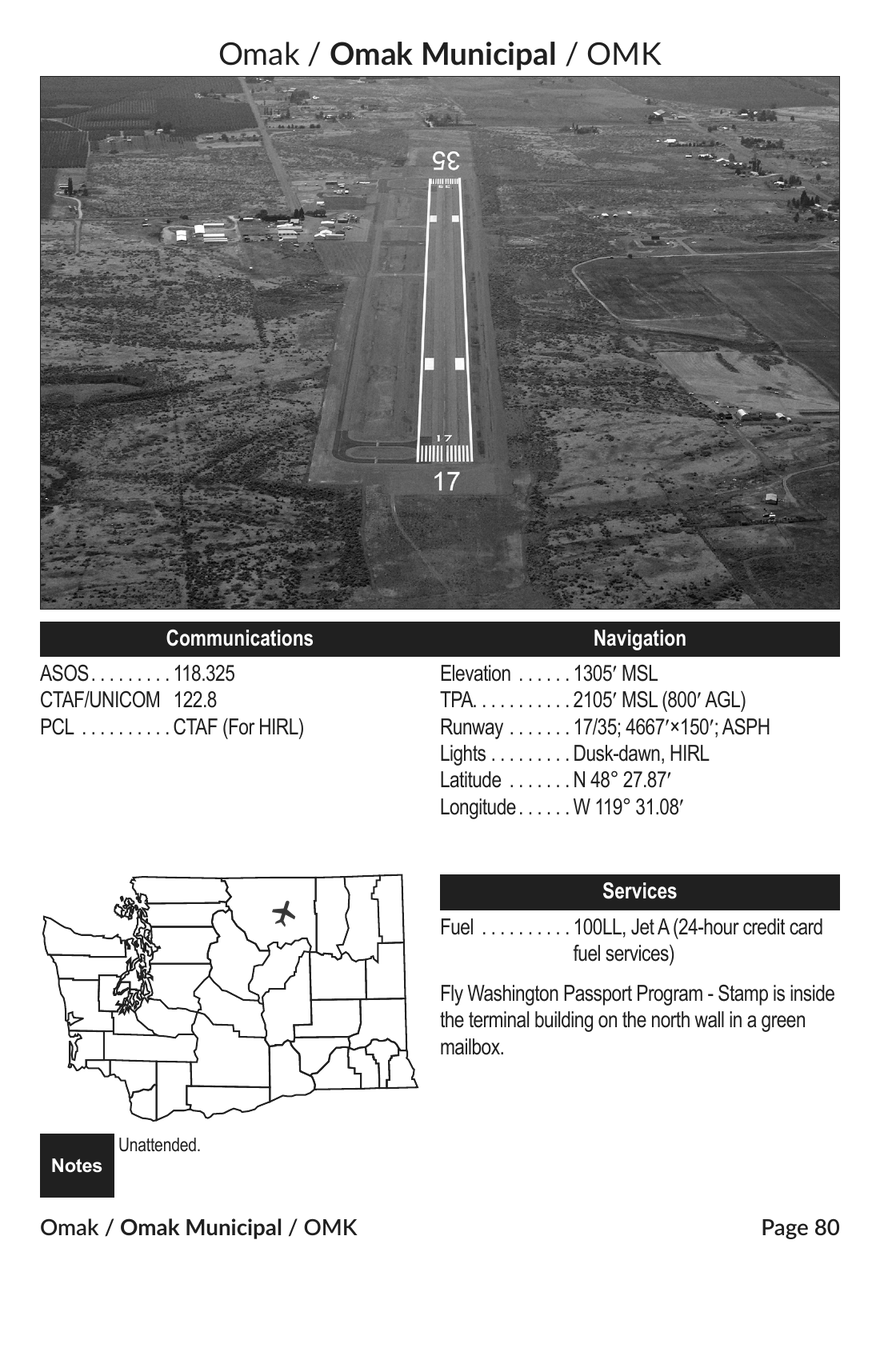 Omak / Omak Municipal / OMK
35
17
17
Communications
ASOS . . . . . . . . . 118.325
CTAF/UNICOM 122.8
PCL . . . . . . . . . . CTAF (For HIRL)
Navigation
Elevation . . . . . . 1305′ MSL
TPA. . . . . . . . . . . 2105′ MSL (800′ AGL)
Runway . . . . . . . 17/35; 4667′×150′; ASPH
Lights . . . . . . . . . Dusk-dawn, HIRL
Latitude . . . . . . . N 48° 27.87′
Longitude . . . . . . W 119° 31.08′
Services
Fuel . . . . . . . . . . 100LL, Jet A (24-hour credit card
fuel services)
Fly Washington Passport Program - Stamp is inside
the terminal building on the north wall in a green
mailbox.
Notes
Unattended.
Omak / Omak Municipal / OMK
Page 80